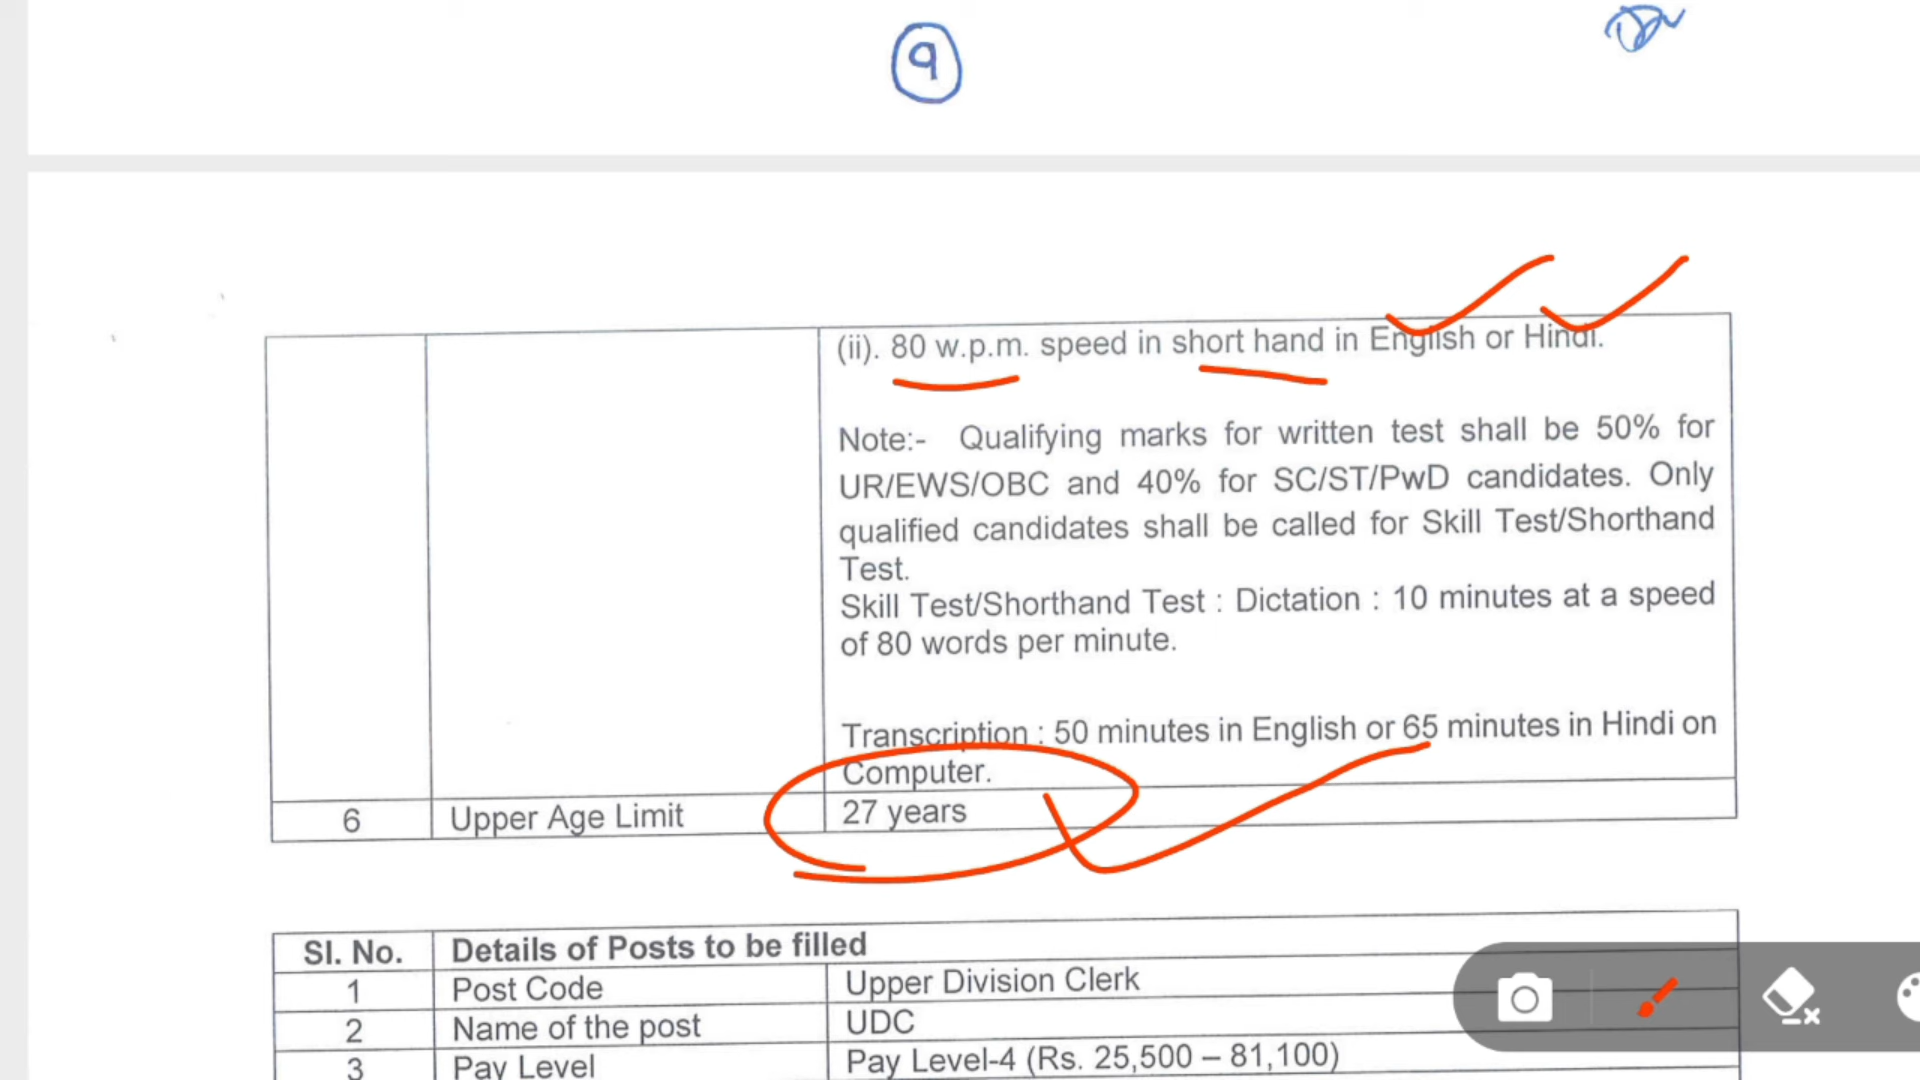 9
(ii). 80 w.p.m. speed in short hand in English or Hindi.
Note:- Qualifying marks for written test shall be 50% for
UR/EWS/OBC and 40% for SC/ST/PwD candidates. Only
qualified candidates shall be called for Skill Test/Shorthand
Test.
Skill Test/Shorthand Test : Dictation : 10 minutes at a speed
of 80 words per minute.
Transcription : 50 minutes in English or 65 minutes in Hindi on
Computer.
6 Upper Age Limit 27 years
Sl. No. Details of Posts to be filled
1 Post Code Upper Division Clerk
2 Name of the post UDC
3 Pay Level Pay Level-4 (Rs. 25,500 – 81,100)